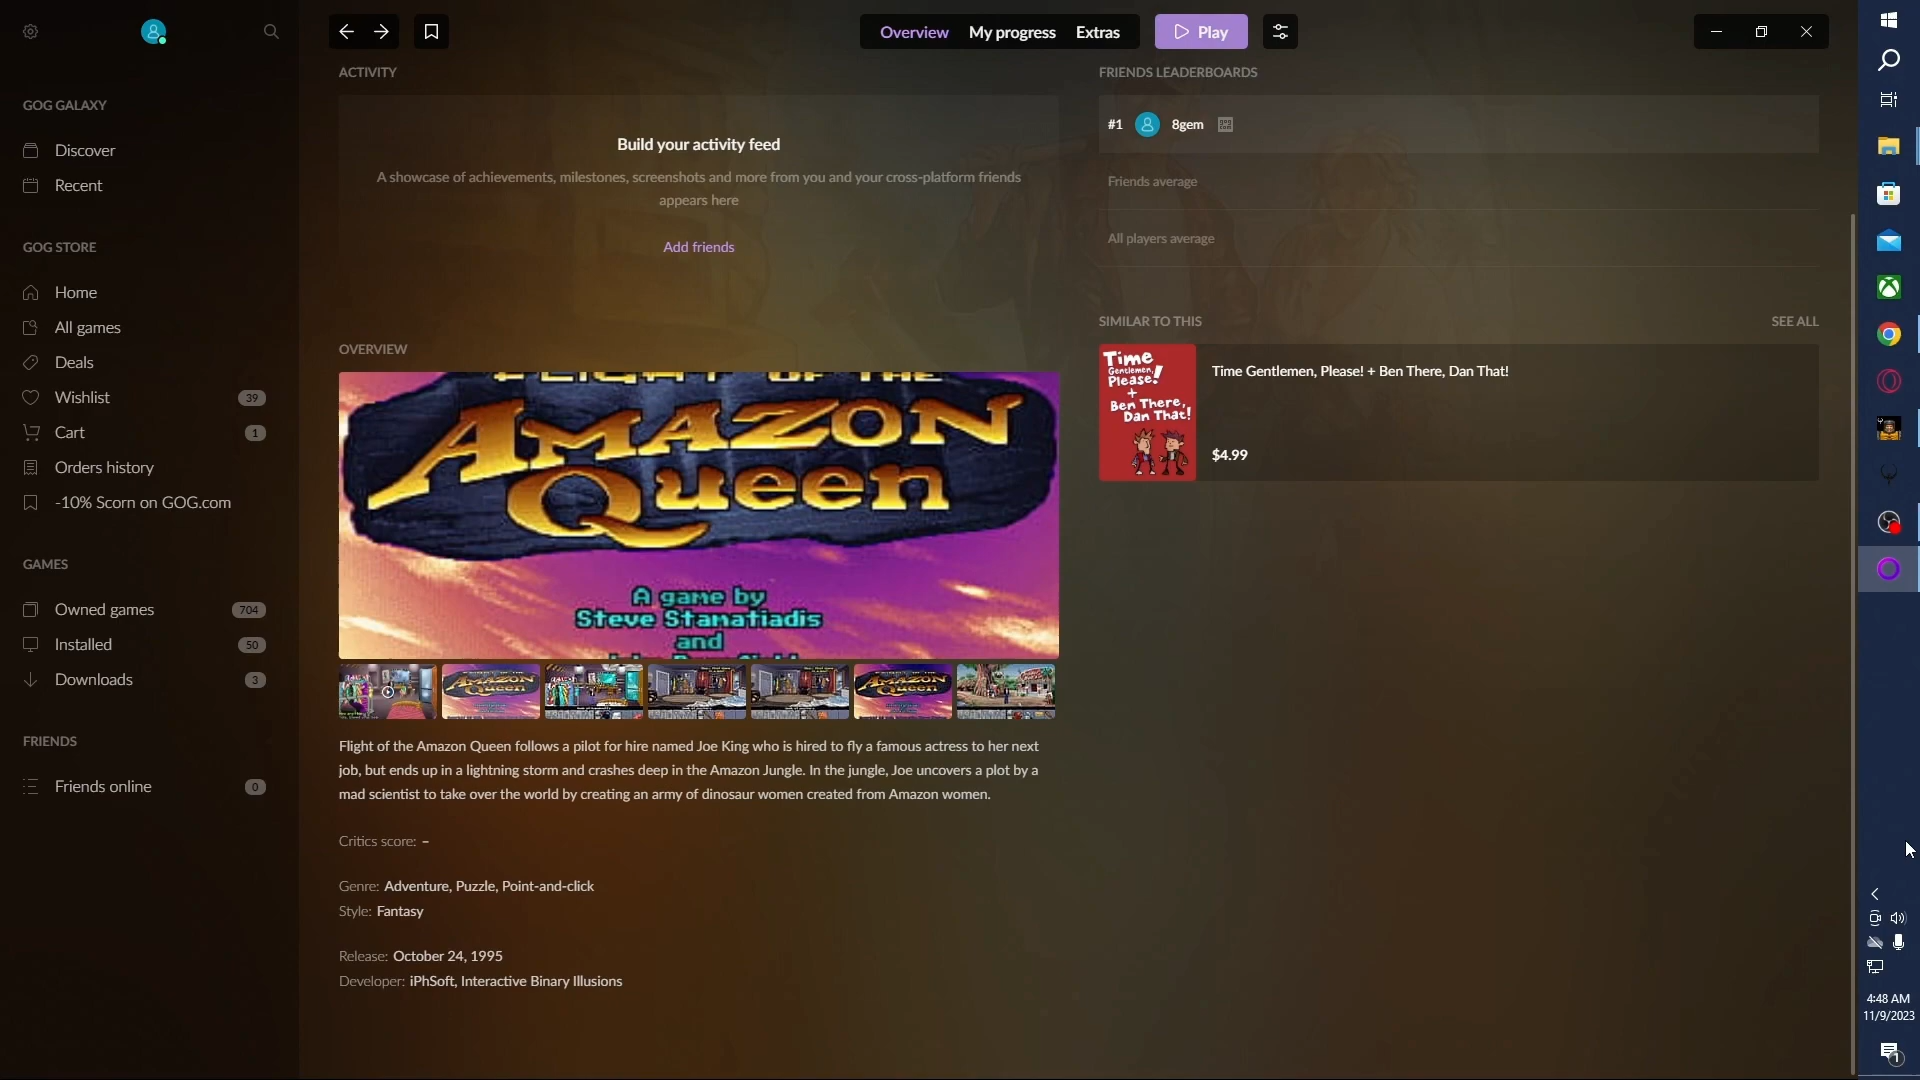 Overview
My progress
Extras
Play
GOG GALAXY
Discover
Recent
GOG STORE
Home
All games
Deals
Wishlist 39
Cart 1
Orders history
-10% Scorn on GOG.com
GAMES
Owned games 704
Installed 50
Downloads 3
FRIENDS
Friends online 0
ACTIVITY
Build your activity feed
A showcase of achievements, milestones, screenshots and more from you and your cross-platform friends
appears here
Add friends
OVERVIEW
FLIGHT OF THE
AMAZON
Queen
A game by
Steve Stamatiadis
and
Flight of the Amazon Queen follows a pilot for hire named Joe King who is hired to fly a famous actress to her next
job, but ends up in a lightning storm and crashes deep in the Amazon Jungle. In the jungle, Joe uncovers a plot by a
mad scientist to take over the world by creating an army of dinosaur women created from Amazon women.
Critics score: –
Genre: Adventure, Puzzle, Point-and-click
Style: Fantasy
Release: October 24, 1995
Developer: iPhSoft, Interactive Binary Illusions
FRIENDS LEADERBOARDS
#1 8gem
Friends average
All players average
SIMILAR TO THIS
SEE ALL
Time
Gentlemen,
Please!
+
Ben There,
Dan That!
Time Gentlemen, Please! + Ben There, Dan That!
$4.99
4:48 AM
11/9/2023
1